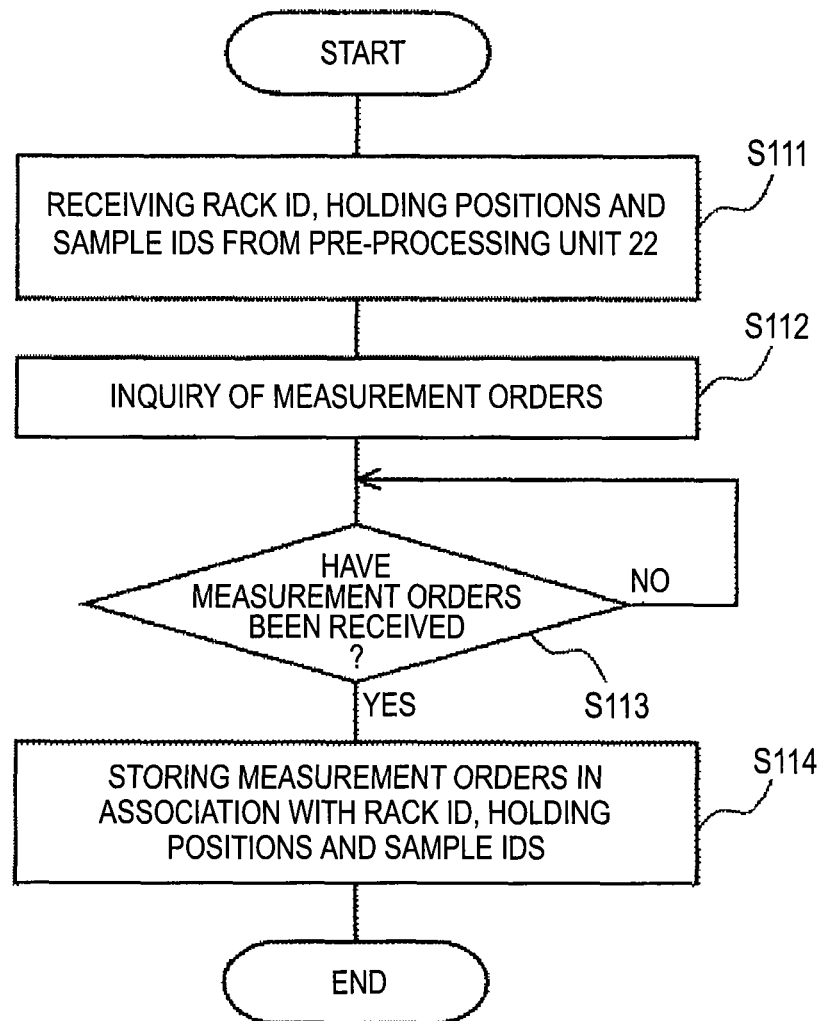 START
S111
RECEIVING RACK ID, HOLDING POSITIONS AND
SAMPLE IDS FROM PRE-PROCESSING UNIT 22
S112
INQUIRY OF MEASUREMENT ORDERS
HAVE
MEASUREMENT ORDERS
BEEN RECEIVED
?
NO
S113
YES
S114
STORING MEASUREMENT ORDERS IN
ASSOCIATION WITH RACK ID, HOLDING
POSITIONS AND SAMPLE IDS
END